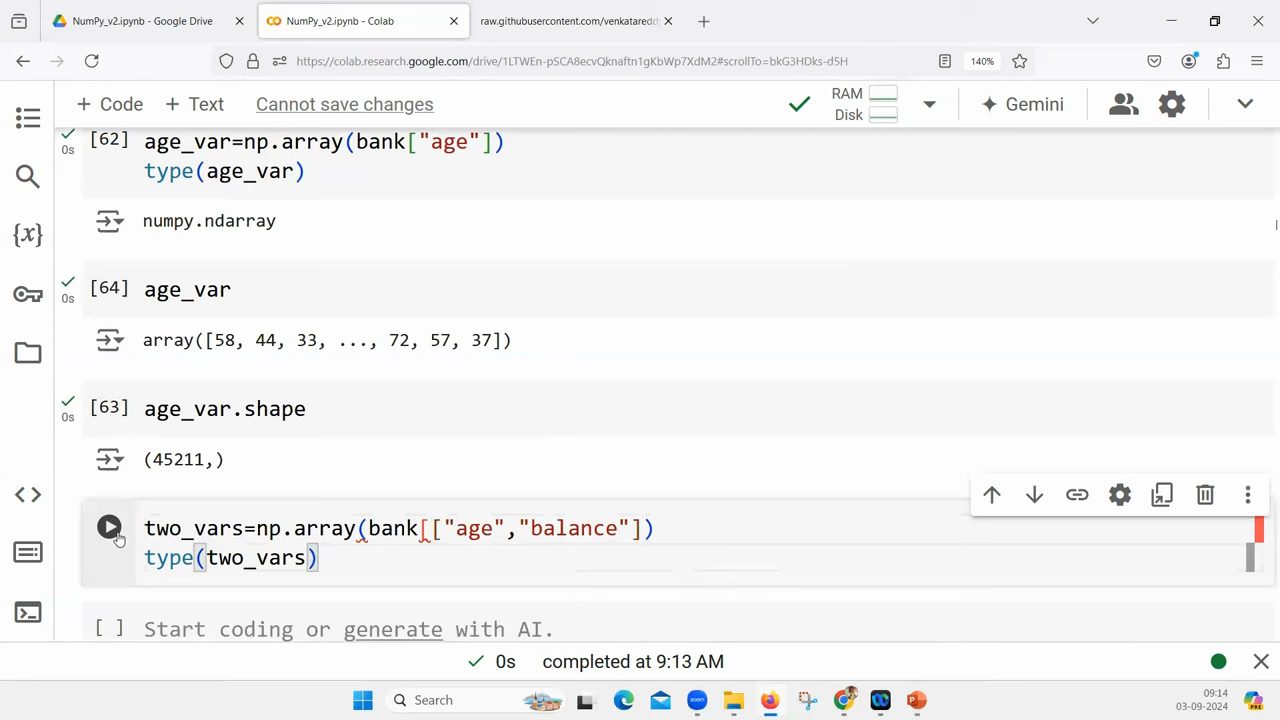 NumPy_v2.ipynb - Google Drive
NumPy_v2.ipynb - Colab
raw.githubusercontent.com/venkatareddy
https://colab.research.google.com/drive/1LTWEn-pSCA8ecvQknaftn1gKbWp7XdM2#scrollTo=bkG3HDks-d5H
140%
+ Code
+ Text
Cannot save changes
RAM
Disk
Gemini
[62]
0s
age_var=np.array(bank["age"])
type(age_var)
numpy.ndarray
{x}
[64]
0s
age_var
array([58, 44, 33, ..., 72, 57, 37])
[63]
0s
age_var.shape
(45211,)
two_vars=np.array(bank[["age","balance"])
type(two_vars)
[ ]
Start coding or generate with AI.
0s completed at 9:13 AM
Search
09:14
03-09-2024